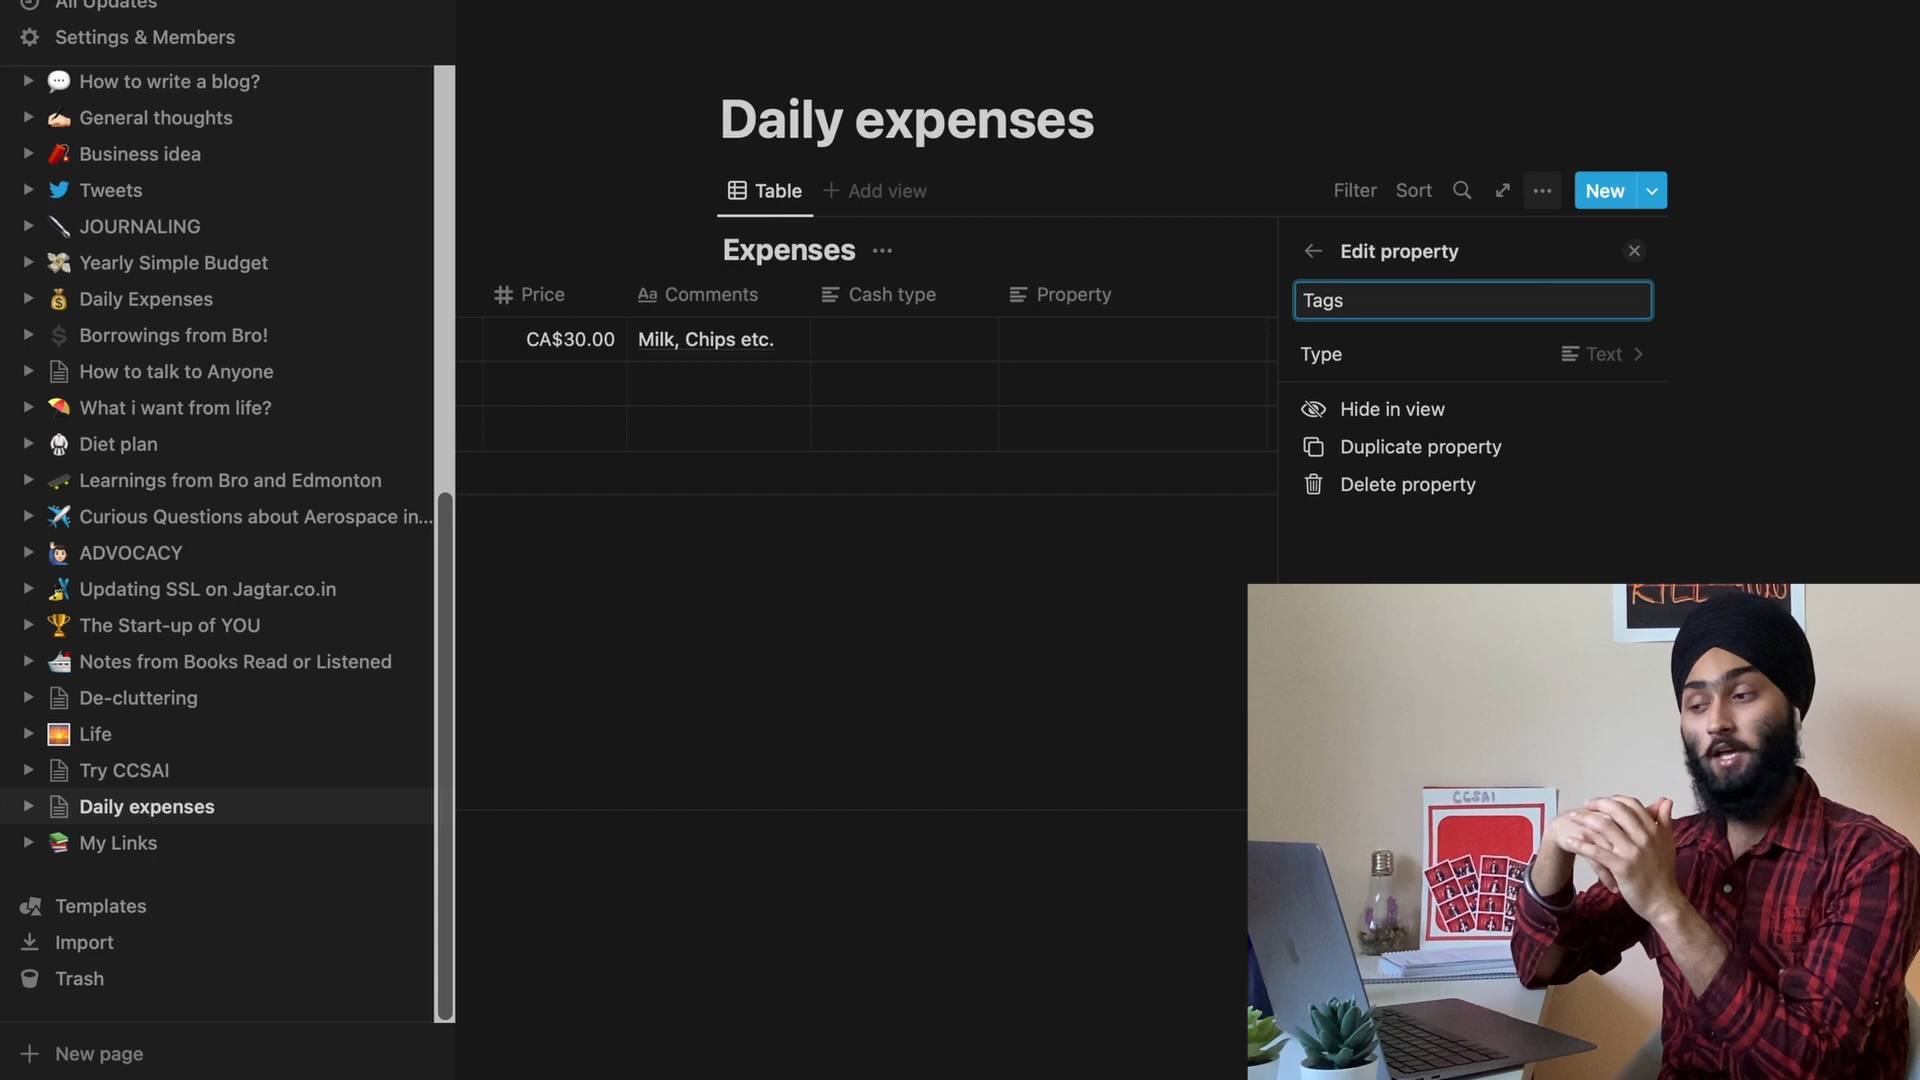 All Updates
Settings & Members
How to write a blog?
General thoughts
Business idea
Tweets
JOURNALING
Yearly Simple Budget
Daily Expenses
Borrowings from Bro!
How to talk to Anyone
What i want from life?
Diet plan
Learnings from Bro and Edmonton
Curious Questions about Aerospace in...
ADVOCACY
Updating SSL on Jagtar.co.in
The Start-up of YOU
Notes from Books Read or Listened
De-cluttering
Life
Try CCSAI
Daily expenses
My Links
Templates
Import
Trash
New page
Daily expenses
Table
Add view
Filter
Sort
New
Expenses
Price
Comments
Cash type
Property
CA$30.00
Milk, Chips etc.
Edit property
Tags
Type
Text
Hide in view
Duplicate property
Delete property
CCSAI